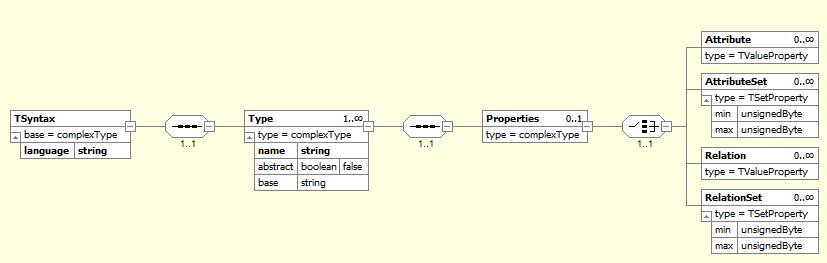 TSyntax
base = complexType
language string
1..1
Type 1..∞
type = complexType
name string
abstract boolean false
base string
1..1
Properties 0..1
type = complexType
1..1
Attribute 0..∞
type = TValueProperty
AttributeSet 0..∞
type = TSetProperty
min unsignedByte
max unsignedByte
Relation 0..∞
type = TValueProperty
RelationSet 0..∞
type = TSetProperty
min unsignedByte
max unsignedByte